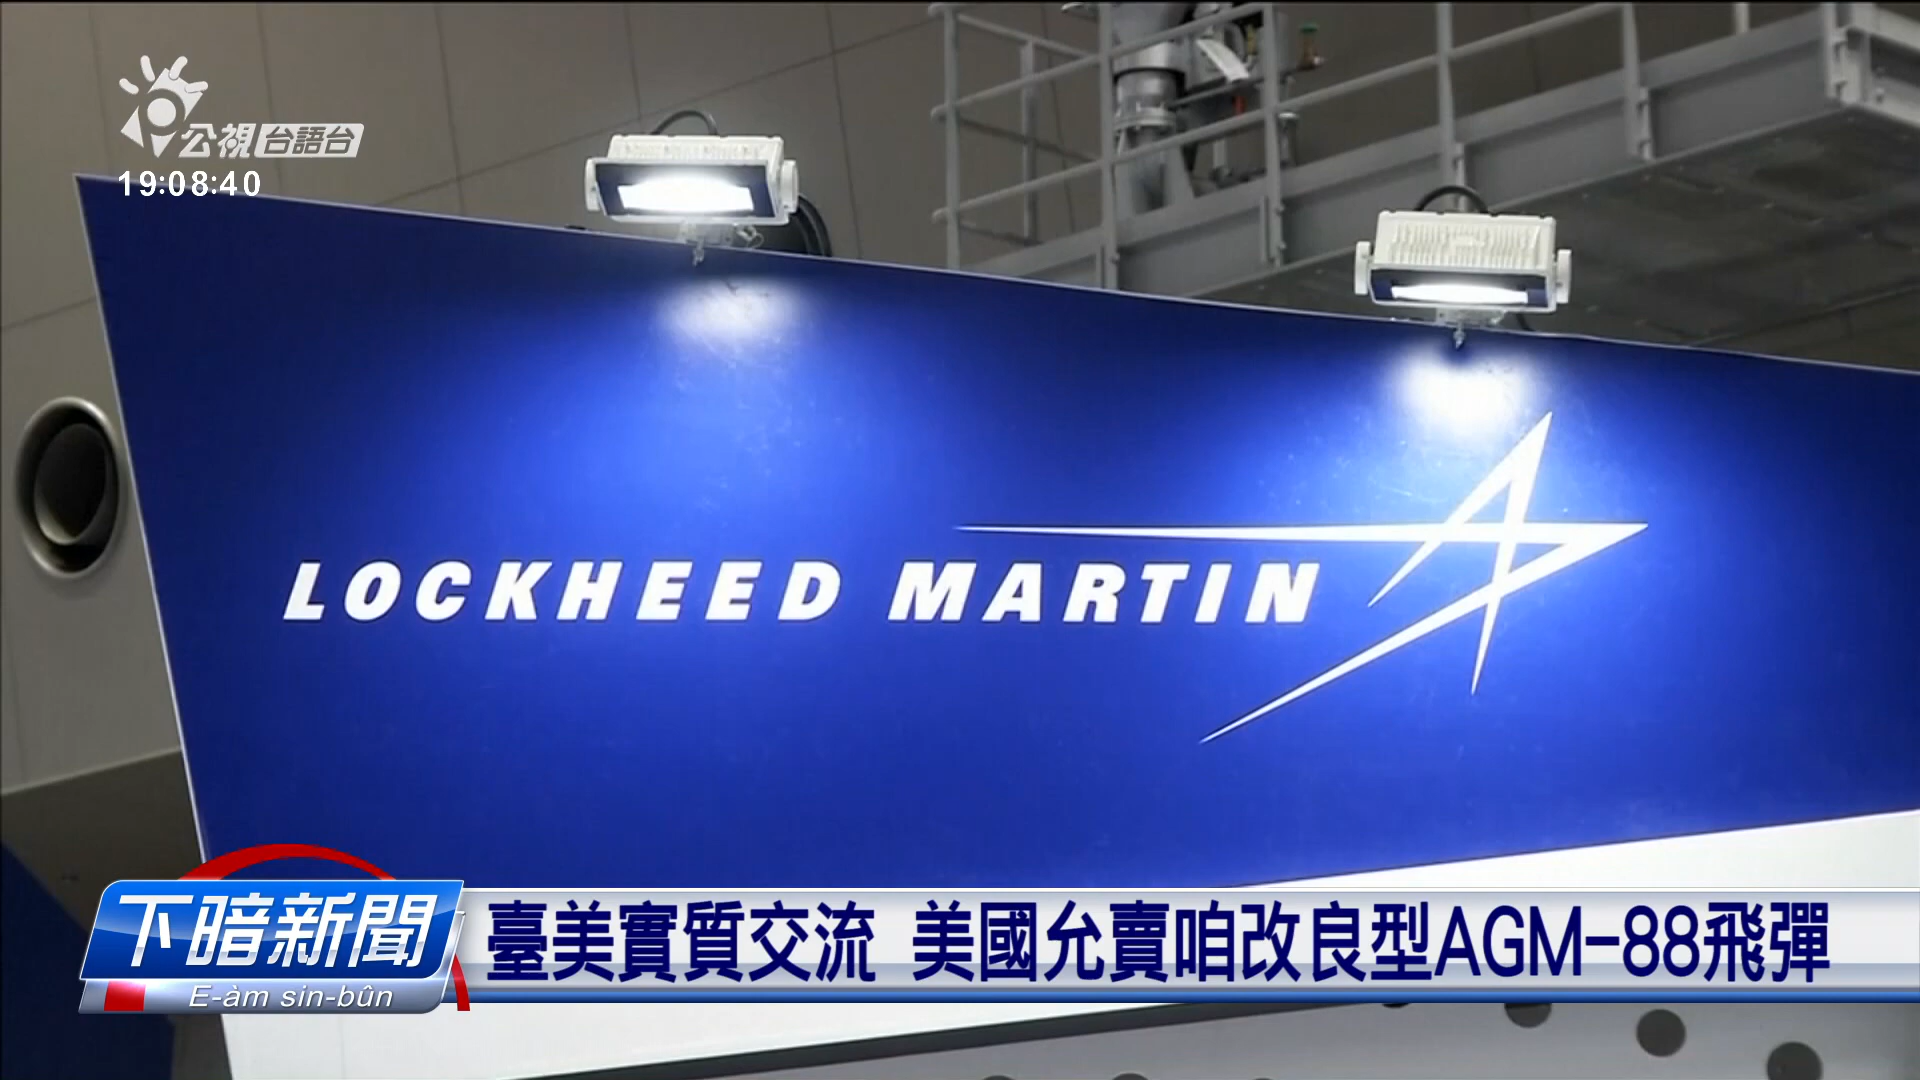 公視台語台
19:08:40
LOCKHEED MARTIN
下暗新聞
E-àm sin-bûn
臺美實質交流 美國允賣咱改良型AGM-88飛彈